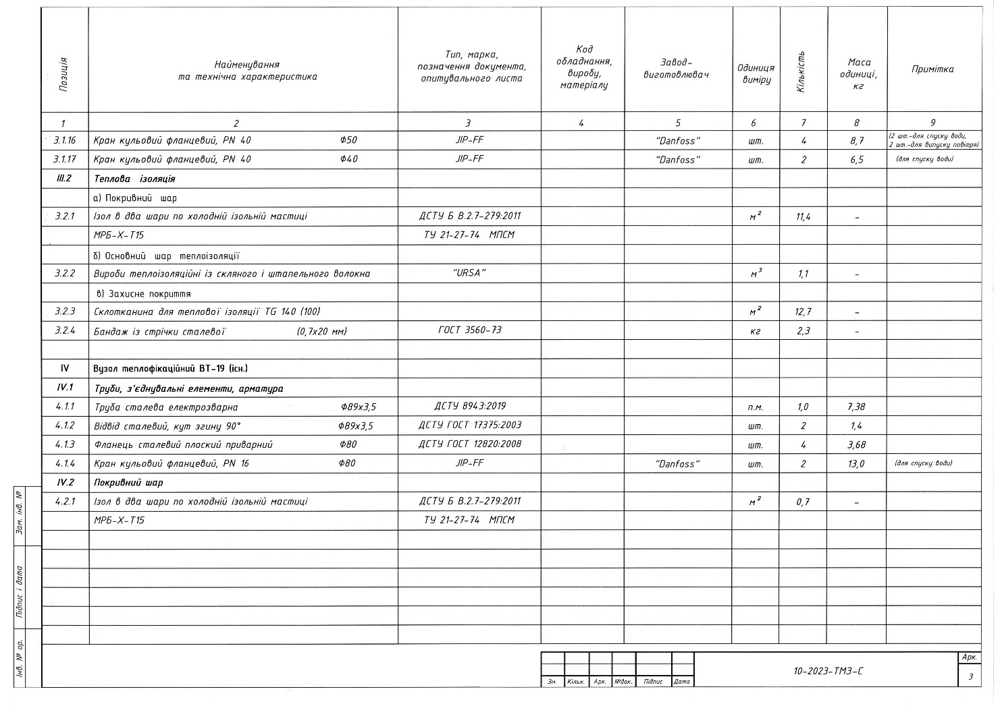 Позиція
Найменування
та технічна характеристика
Тип, марка,
позначення документа,
опитувального листа
Код
обладнання,
виробу,
матеріалу
Завод-
виготовлювач
Одиниця
виміру
Кількість
Маса
одиниці,
кг
Примітка
1 2 3 4 5 6 7 8 9
3.1.16 Кран кульовий фланцевий, PN 40 Ф50 JIP-FF "Danfoss" шт. 4 8,7 (2 шт.-для спуску води,
2 шт.-для випуску повітря)
3.1.17 Кран кульовий фланцевий, PN 40 Ф40 JIP-FF "Danfoss" шт. 2 6,5 (для спуску води)
III.2 Теплова ізоляція
а) Покривний шар
3.2.1 Ізол в два шари по холодній ізольній мастиці ДСТУ Б В.2.7-279:2011 м² 11,4 -
МРБ-Х-Т15 ТУ 21-27-74 МПСМ
б) Основний шар теплоізоляції
3.2.2 Вироби теплоізоляційні із скляного і штапельного волокна "URSA" м³ 1,1 -
в) Захисне покриття
3.2.3 Склотканина для теплової ізоляції TG 140 (100) м² 12,7 -
3.2.4 Бандаж із стрічки сталевої (0,7х20 мм) ГОСТ 3560-73 кг 2,3 -
IV Вузол теплофікаційний ВТ-19 (існ.)
IV.1 Труби, з'єднувальні елементи, арматура
4.1.1 Труба сталева електрозварна Ф89х3,5 ДСТУ 8943:2019 п.м. 1,0 7,38
4.1.2 Відвід сталевий, кут згину 90° Ф89х3,5 ДСТУ ГОСТ 17375:2003 шт. 2 1,4
4.1.3 Фланець сталевий плоский приварний Ф80 ДСТУ ГОСТ 12820:2008 шт. 4 3,68
4.1.4 Кран кульовий фланцевий, PN 16 Ф80 JIP-FF "Danfoss" шт. 2 13,0 (для спуску води)
IV.2 Покривний шар
4.2.1 Ізол в два шари по холодній ізольній мастиці ДСТУ Б В.2.7-279:2011 м² 0,7 -
МРБ-Х-Т15 ТУ 21-27-74 МПСМ
Зам. інв. №
Підпис і дата
Інв. № ор.
Зм. Кільк. Арк. №док. Підпис Дата
10-2023-ТМЗ-С
Арк.
3